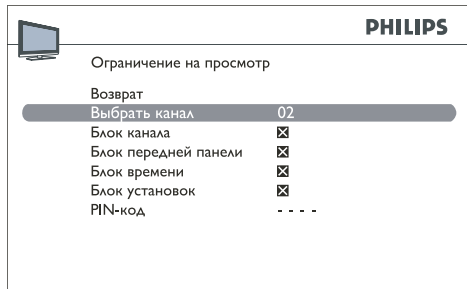 PHILIPS
Ограничение на просмотр
Возврат
Выбрать канал 02
Блок канала ☒
Блок передней панели ☒
Блок времени ☒
Блок установок ☒
PIN-код - - - -